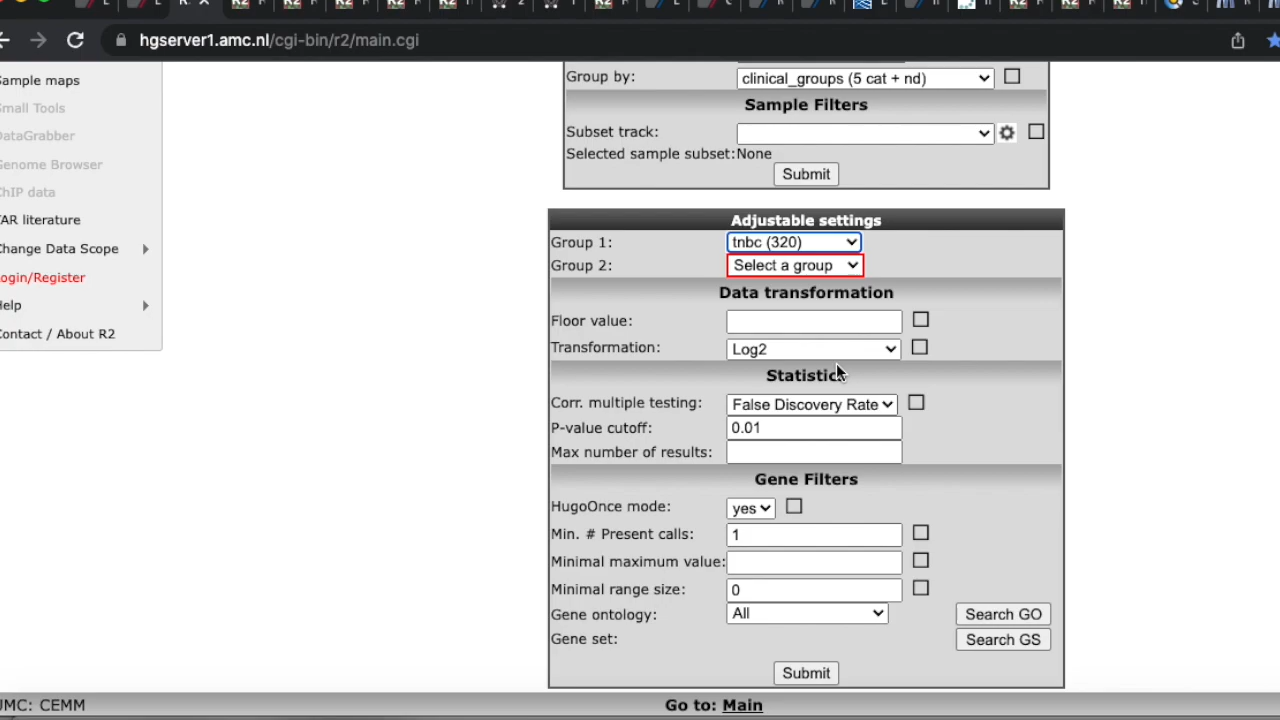 hgserver1.amc.nl/cgi-bin/r2/main.cgi
Sample maps
Small Tools
DataGrabber
Genome Browser
ChIP data
TAR literature
Change Data Scope
Login/Register
Help
Contact / About R2
Group by: clinical_groups (5 cat + nd)
Sample Filters
Subset track:
Selected sample subset:None
Submit
Adjustable settings
Group 1: tnbc (320)
Group 2: Select a group
Data transformation
Floor value:
Transformation: Log2
Statistics
Corr. multiple testing: False Discovery Rate
P-value cutoff: 0.01
Max number of results:
Gene Filters
HugoOnce mode: yes
Min. # Present calls: 1
Minimal maximum value:
Minimal range size: 0
Gene ontology: All Search GO
Gene set: Search GS
Submit
UMC: CEMM Go to: Main